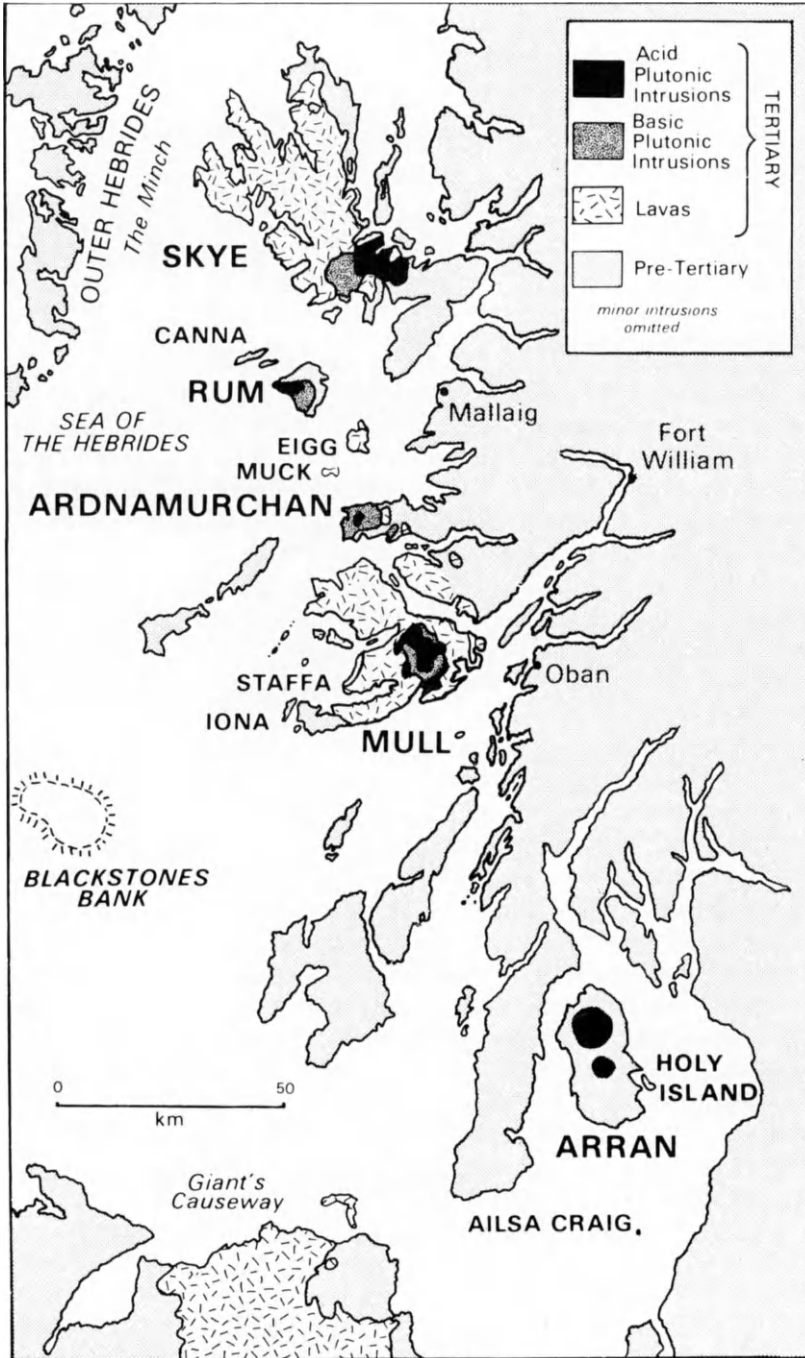 Acid
Plutonic
Intrusions
Basic
Plutonic
Intrusions
Lavas
TERTIARY
Pre-Tertiary
minor intrusions
omitted
OUTER HEBRIDES
The Minch
SKYE
CANNA
RUM
Mallaig
SEA OF
THE HEBRIDES
EIGG
MUCK
Fort
William
ARDNAMURCHAN
STAFFA
Oban
IONA
MULL
BLACKSTONES
BANK
0 50
km
HOLY
ISLAND
ARRAN
Giant's
Causeway
AILSA CRAIG